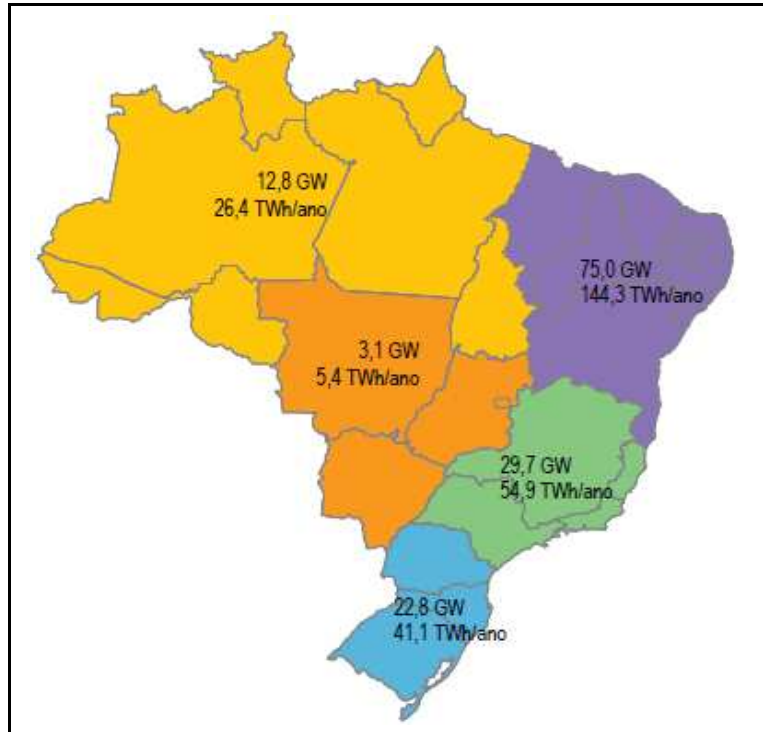 12,8 GW
26,4 TWh/ano
75,0 GW
144,3 TWh/ano
3,1 GW
5,4 TWh/ano
29,7 GW
54,9 TWh/ano
22,8 GW
41,1 TWh/ano